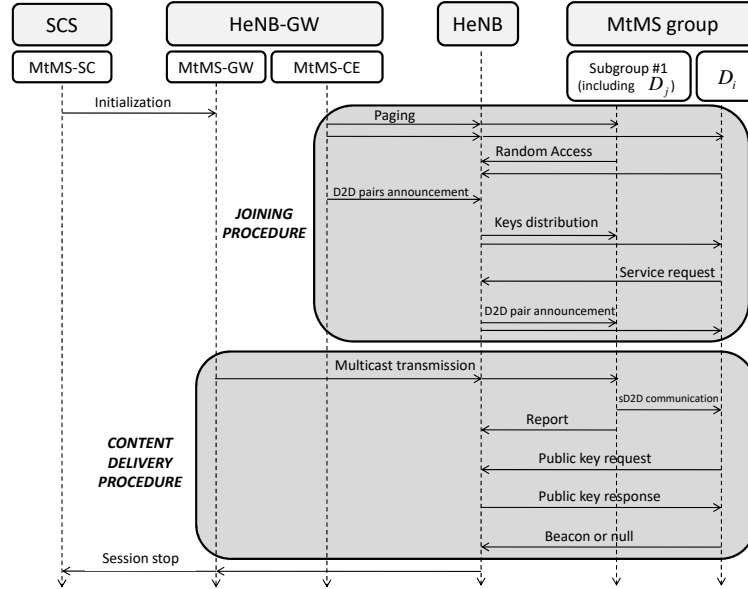 SCS
HeNB-GW
HeNB
MtMS group
MtMS-SC
MtMS-GW
MtMS-CE
Subgroup #1
(including D_j)
D_i
Initialization
Paging
Random Access
D2D pairs announcement
JOINING
PROCEDURE
Keys distribution
Service request
D2D pair announcement
Multicast transmission
sD2D communication
Report
CONTENT
DELIVERY
PROCEDURE
Public key request
Public key response
Beacon or null
Session stop